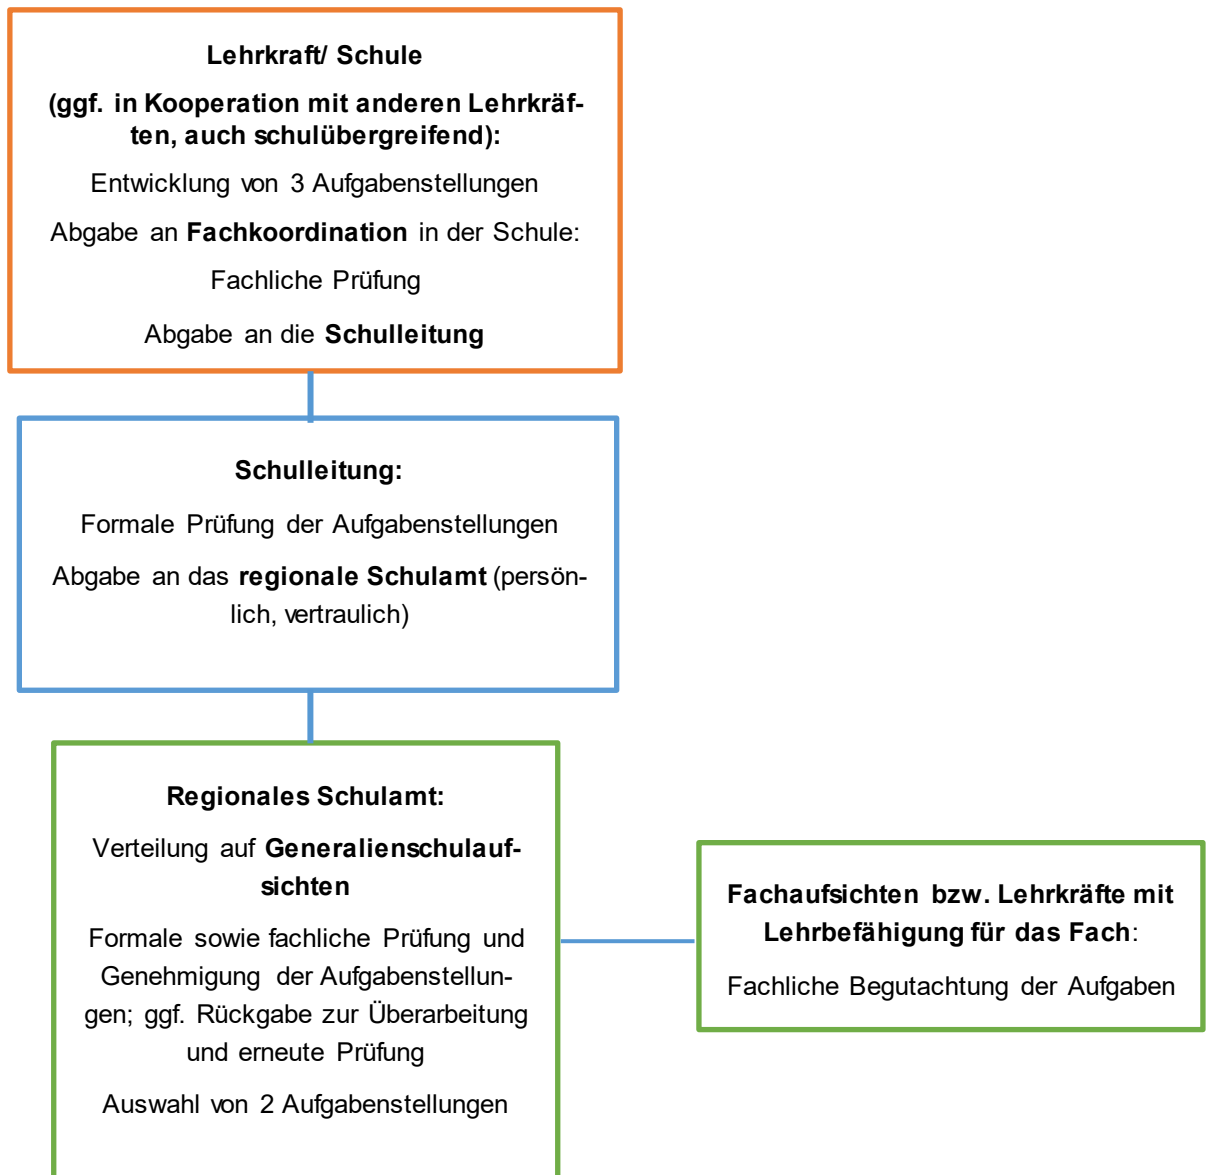 Lehrkraft/ Schule
(ggf. in Kooperation mit anderen Lehrkräf-
ten, auch schulübergreifend):
Entwicklung von 3 Aufgabenstellungen
Abgabe an Fachkoordination in der Schule:
Fachliche Prüfung
Abgabe an die Schulleitung
Schulleitung:
Formale Prüfung der Aufgabenstellungen
Abgabe an das regionale Schulamt (persön-
lich, vertraulich)
Regionales Schulamt:
Verteilung auf Generalienschulauf-
sichten
Formale sowie fachliche Prüfung und
Genehmigung der Aufgabenstellun-
gen; ggf. Rückgabe zur Überarbeitung
und erneute Prüfung
Auswahl von 2 Aufgabenstellungen
Fachaufsichten bzw. Lehrkräfte mit
Lehrbefähigung für das Fach:
Fachliche Begutachtung der Aufgaben